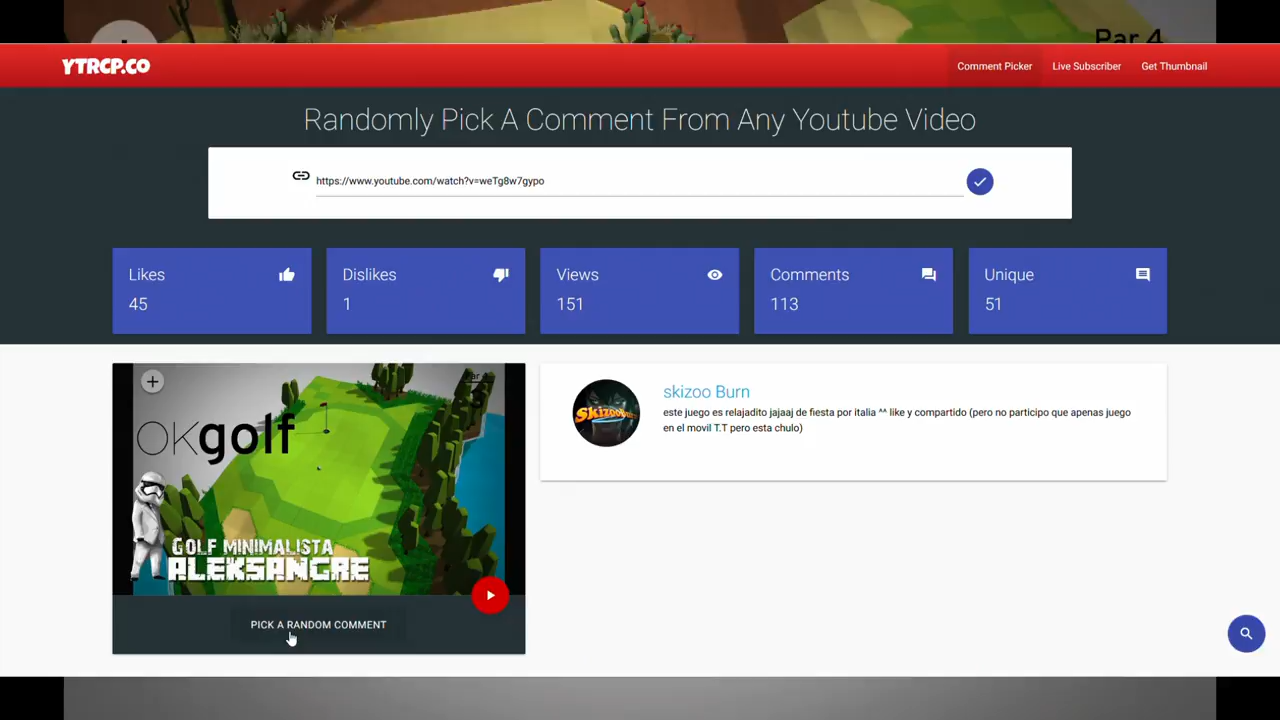 Par 4
YTRCP.CO
Comment Picker
Live Subscriber
Get Thumbnail
Randomly Pick A Comment From Any Youtube Video
https://www.youtube.com/watch?v=weTg8w7gypo
Likes
45
Dislikes
1
Views
151
Comments
113
Unique
51
OKgolf
GOLF MINIMALISTA
ALEKSANGRE
PICK A RANDOM COMMENT
skizoo Burn
este juego es relajadito jajaaj de fiesta por italia ^^ like y compartido (pero no participo que apenas juego
en el movil T.T pero esta chulo)